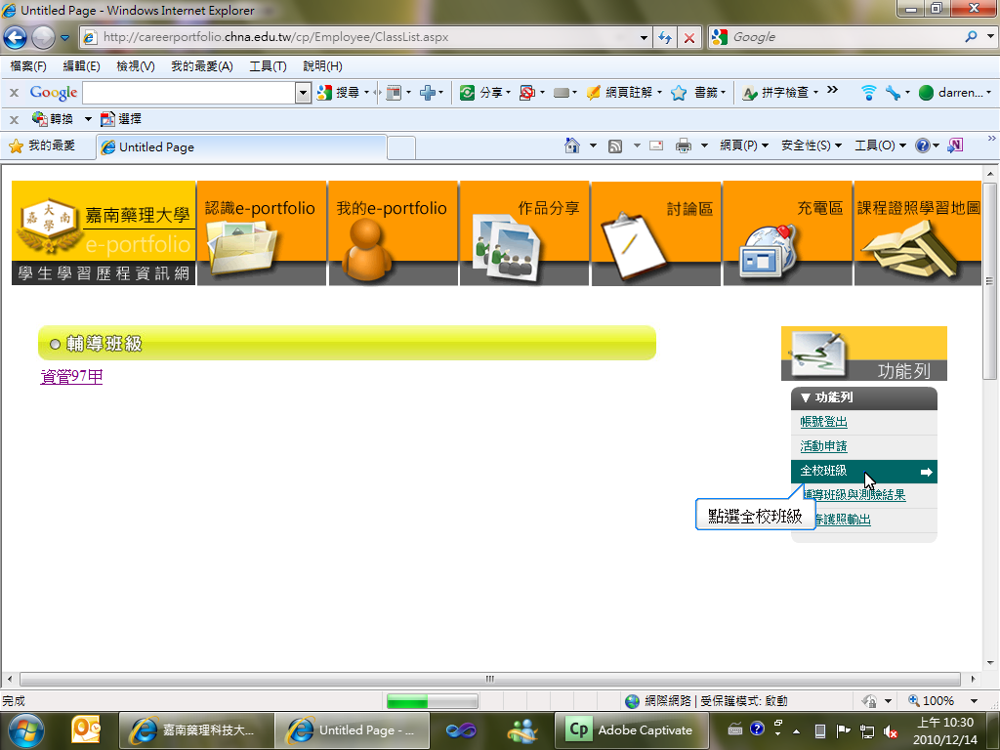 Untitled Page - Windows Internet Explorer
http://careerportfolio.chna.edu.tw/cp/Employee/ClassList.aspx
Google
檔案(F) 編輯(E) 檢視(V) 我的最愛(A) 工具(T) 說明(H)
x Google 搜尋 分享 網頁註解 書籤 拼字檢查 » darren...
x 轉換 選擇
我的最愛 Untitled Page 網頁(P) 安全性(S) 工具(O) »
嘉南藥理大學
e-portfolio
學生學習歷程資訊網
大學
嘉南
認識e-portfolio 我的e-portfolio 作品分享 討論區 充電區 課程證照學習地圖
輔導班級
資管97甲
功能列
▼ 功能列
帳號登出
活動申請
全校班級
輔導班級與測驗結果
護照輸出
點選全校班級
完成 網際網路 | 受保護模式: 啟動 100%
嘉南藥理科技大... Untitled Page - ... Cp Adobe Captivate 上午 10:30
2010/12/14